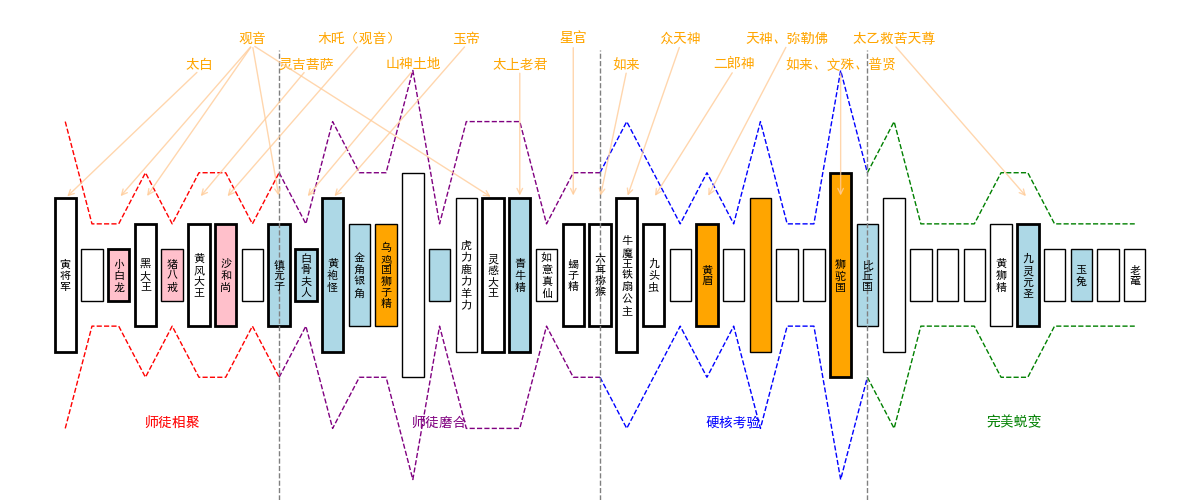 观音
木吒（观音）
玉帝
星官
众天神
天神、弥勒佛
太乙救苦天尊
太白
灵吉菩萨
山神土地
太上老君
如来
二郎神
如来、文殊、普贤
寅将军
小白龙
黑大王
猪八戒
黄风大王
沙和尚
镇元子
白骨夫人
黄袍怪
金角银角
乌鸡国狮子精
虎力鹿力羊力
灵感大王
青牛精
如意真仙
蝎子精
六耳猕猴
牛魔王铁扇公主
九头虫
黄眉
狮驼国
比丘国
黄狮精
九灵元圣
玉兔
老鼋
师徒相聚
师徒磨合
硬核考验
完美蜕变